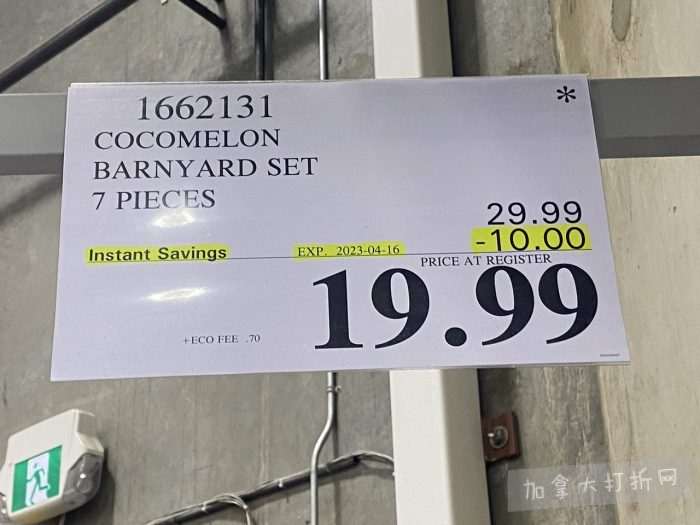 1662131 *
COCOMELON
BARNYARD SET
7 PIECES
29.99
Instant Savings EXP. 2023-04-16 -10.00
PRICE AT REGISTER
19.99
+ECO FEE .70
加拿大打折网